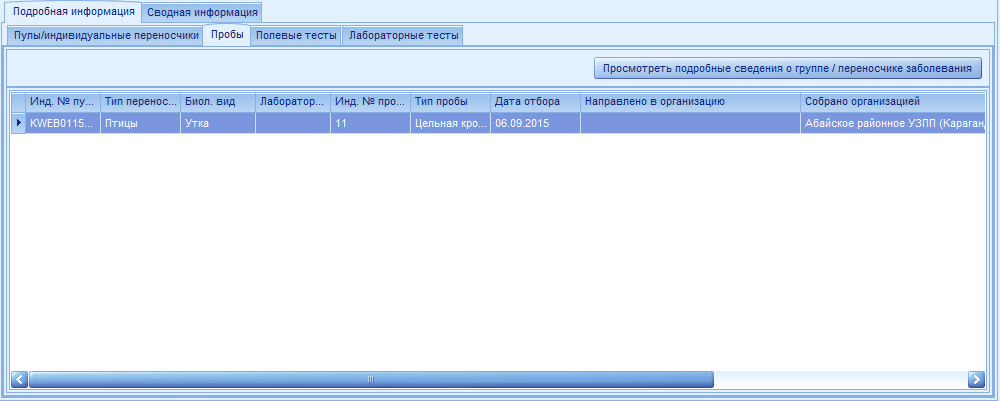 Подробная информация Сводная информация
Пулы/индивидуальные переносчики Пробы Полевые тесты Лабораторные тесты
Просмотреть подробные сведения о группе / переносчике заболевания
Инд. № пу... Тип перенос... Биол. вид Лаборатор... Инд. № про... Тип пробы Дата отбора Направлено в организацию Собрано организацией
KWEB0115... Птицы Утка 11 Цельная кро... 06.09.2015 Абайское районное УЗПП (Караган